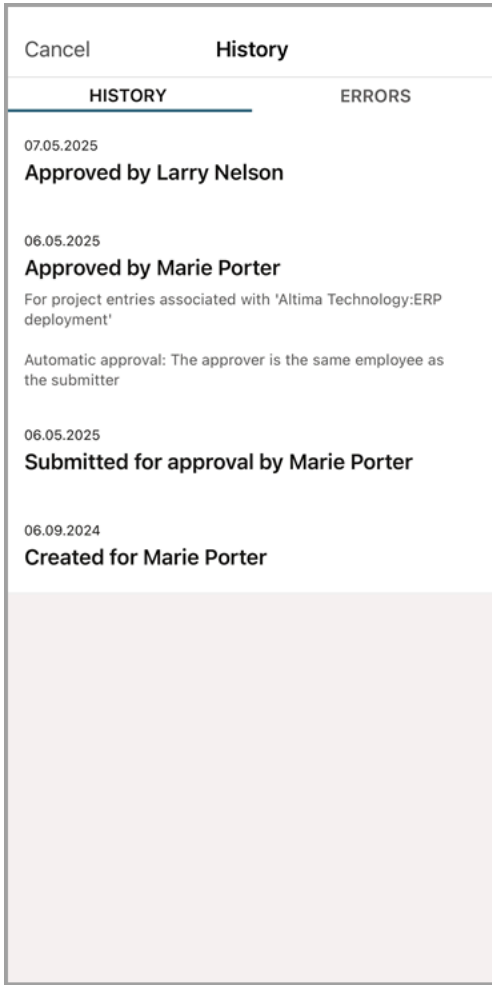 Cancel
History
HISTORY
ERRORS
07.05.2025
Approved by Larry Nelson
06.05.2025
Approved by Marie Porter
For project entries associated with 'Altima Technology:ERP
deployment'
Automatic approval: The approver is the same employee as
the submitter
06.05.2025
Submitted for approval by Marie Porter
06.09.2024
Created for Marie Porter